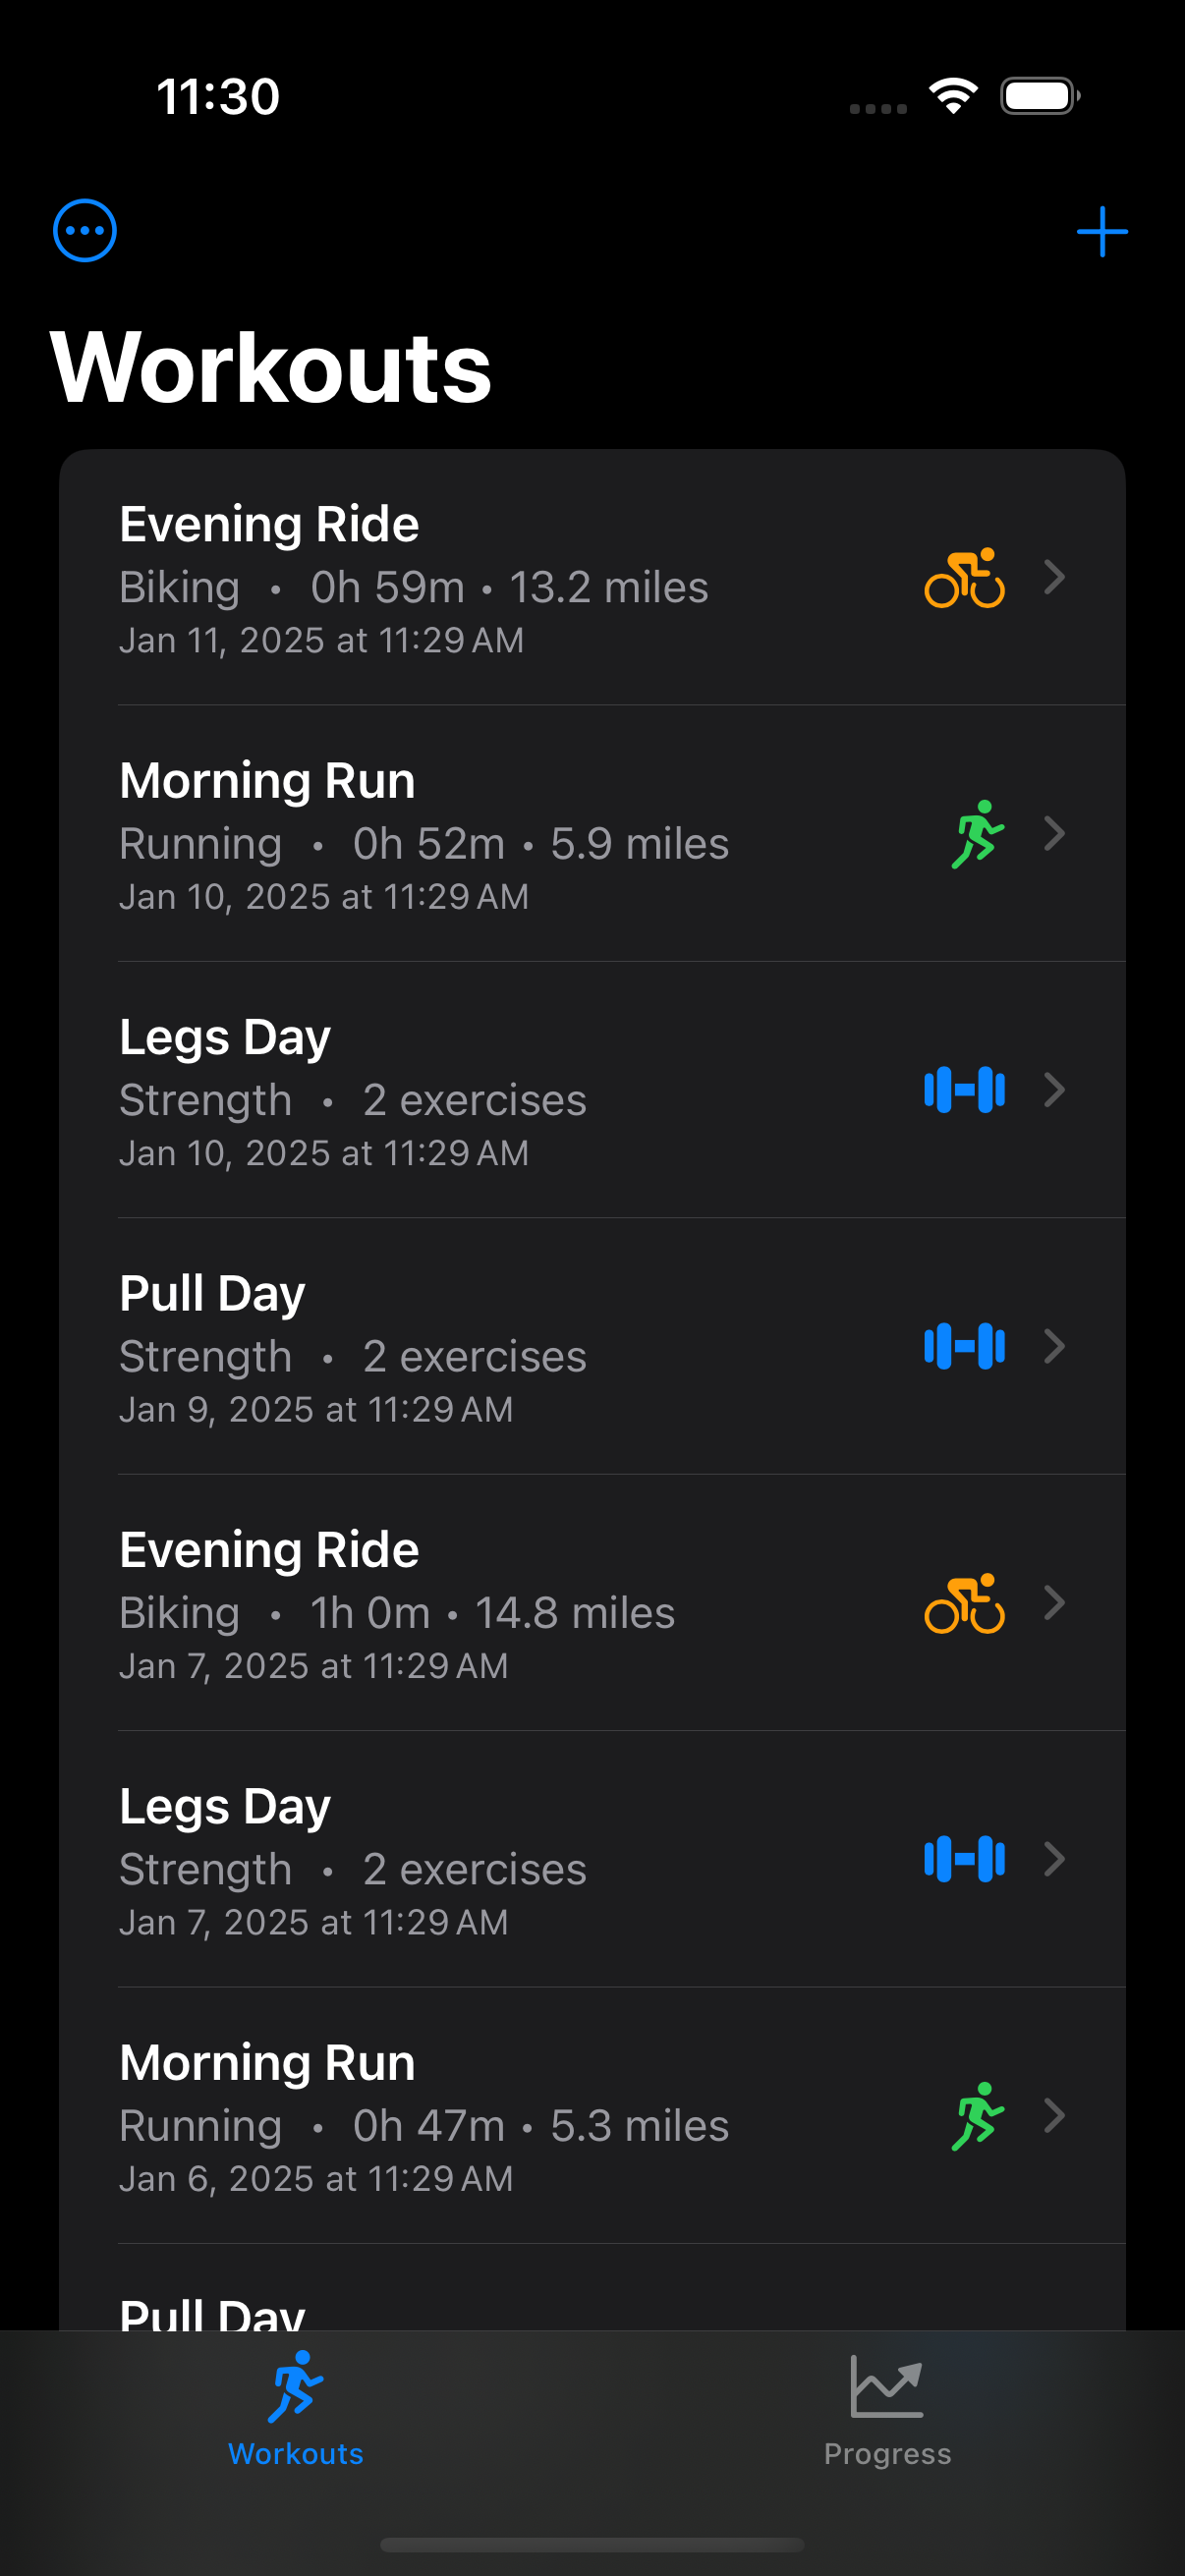 11:30
Workouts
Evening Ride
Biking • 0h 59m • 13.2 miles
Jan 11, 2025 at 11:29 AM
Morning Run
Running • 0h 52m • 5.9 miles
Jan 10, 2025 at 11:29 AM
Legs Day
Strength • 2 exercises
Jan 10, 2025 at 11:29 AM
Pull Day
Strength • 2 exercises
Jan 9, 2025 at 11:29 AM
Evening Ride
Biking • 1h 0m • 14.8 miles
Jan 7, 2025 at 11:29 AM
Legs Day
Strength • 2 exercises
Jan 7, 2025 at 11:29 AM
Morning Run
Running • 0h 47m • 5.3 miles
Jan 6, 2025 at 11:29 AM
Pull Day
Workouts
Progress